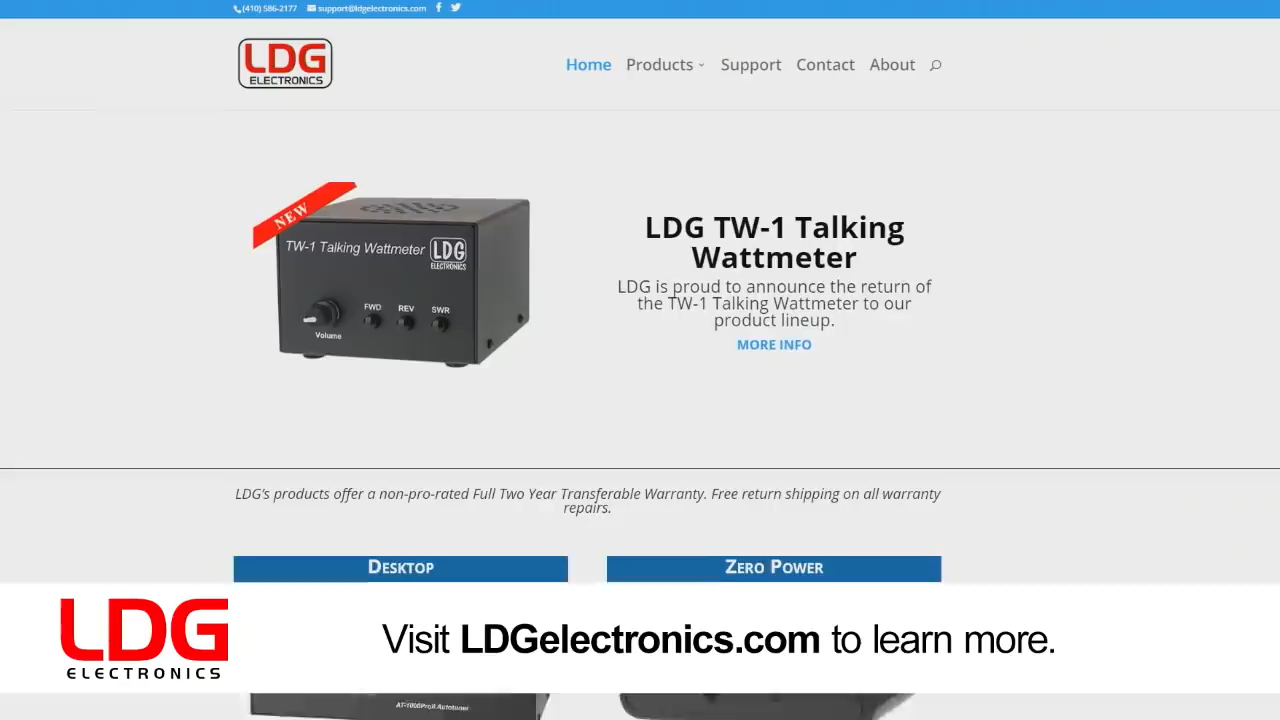 (410) 586-2177 support@ldgelectronics.com
LDG
ELECTRONICS
Home Products Support Contact About
NEW
TW-1 Talking Wattmeter LDG
ELECTRONICS
FWD REV SWR
Volume
LDG TW-1 Talking
Wattmeter
LDG is proud to announce the return of
the TW-1 Talking Wattmeter to our
product lineup.
MORE INFO
LDG's products offer a non-pro-rated Full Two Year Transferable Warranty. Free return shipping on all warranty
repairs.
DESKTOP
ZERO POWER
LDG
ELECTRONICS
Visit LDGelectronics.com to learn more.